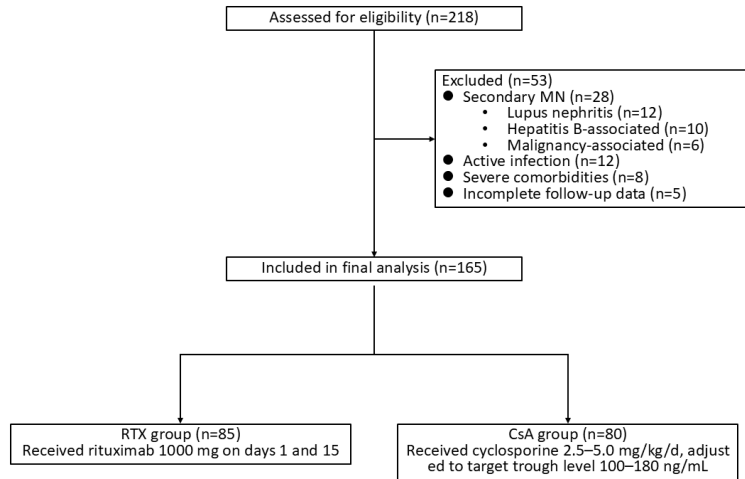 Assessed for eligibility (n=218)
Excluded (n=53)
● Secondary MN (n=28)
• Lupus nephritis (n=12)
• Hepatitis B-associated (n=10)
• Malignancy-associated (n=6)
● Active infection (n=12)
● Severe comorbidities (n=8)
● Incomplete follow-up data (n=5)
Included in final analysis (n=165)
RTX group (n=85)
Received rituximab 1000 mg on days 1 and 15
CsA group (n=80)
Received cyclosporine 2.5–5.0 mg/kg/d, adjust
ed to target trough level 100–180 ng/mL